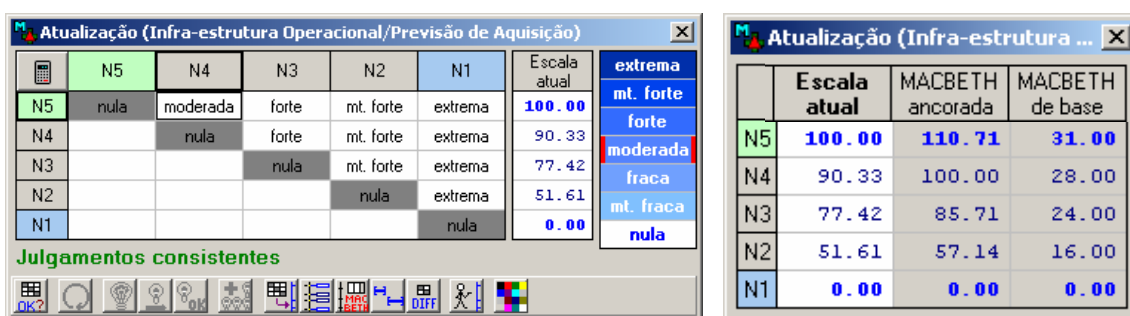 Atualização (Infra-estrutura Operacional/Previsão de Aquisição)
N5 N4 N3 N2 N1 Escala atual
N5 nula moderada forte mt. forte extrema 100.00
N4 nula forte mt. forte extrema 90.33
N3 nula mt. forte extrema 77.42
N2 nula extrema 51.61
N1 nula 0.00
extrema
mt. forte
forte
moderada
fraca
mt. fraca
nula
Julgamentos consistentes
OK? OK MAC BETH DIFF
Atualização (Infra-estrutura ...
Escala atual MACBETH ancorada MACBETH de base
N5 100.00 110.71 31.00
N4 90.33 100.00 28.00
N3 77.42 85.71 24.00
N2 51.61 57.14 16.00
N1 0.00 0.00 0.00